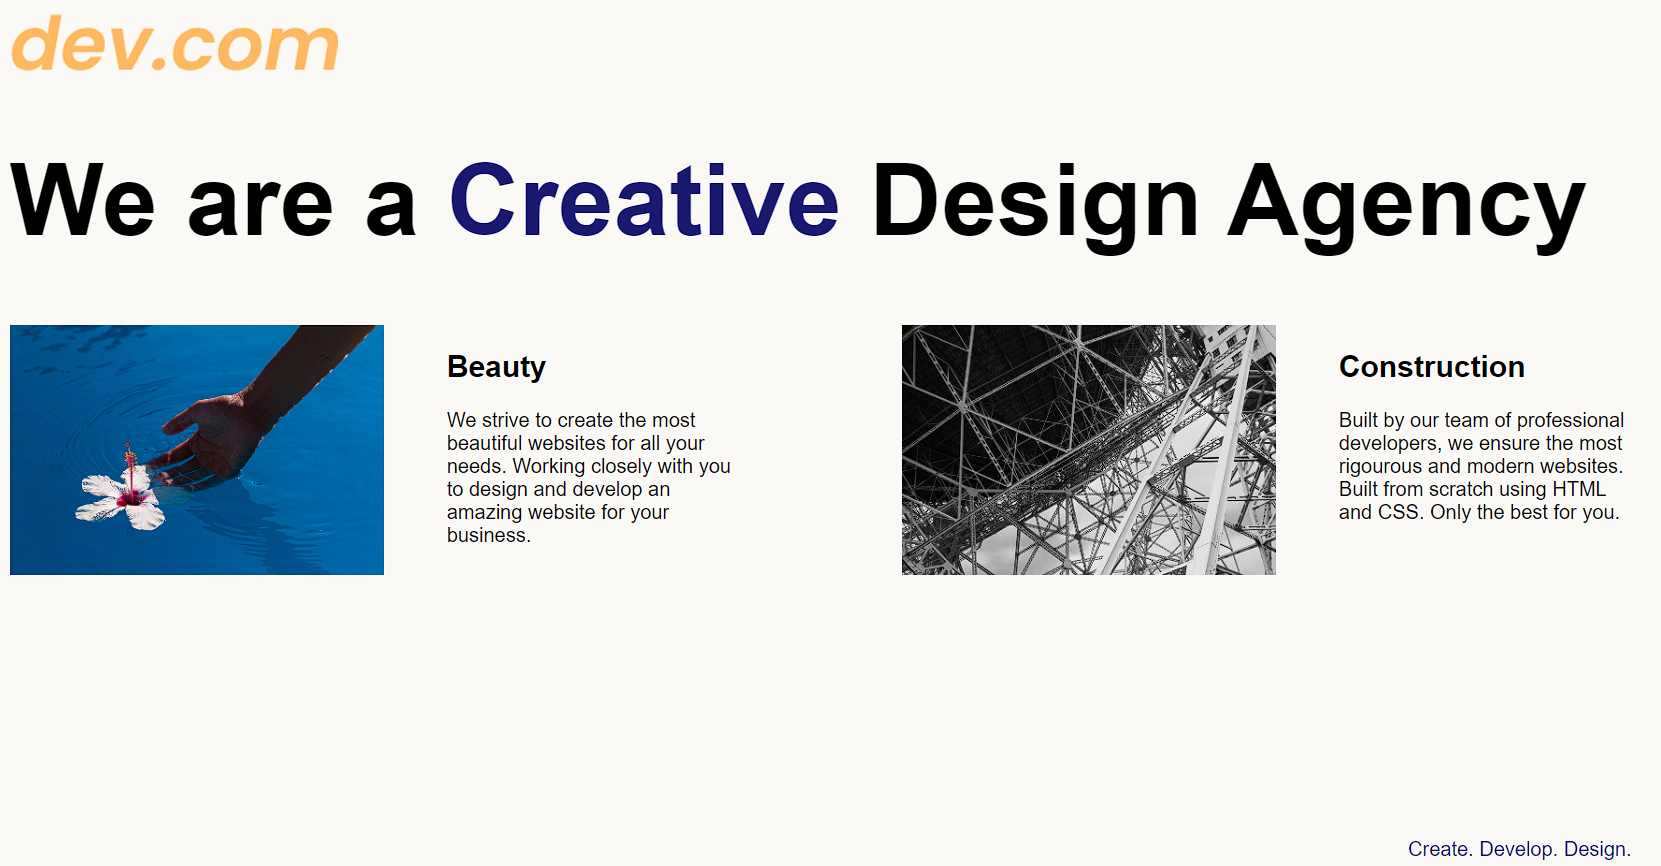 dev.com
We are a Creative Design Agency
Beauty
We strive to create the most
beautiful websites for all your
needs. Working closely with you
to design and develop an
amazing website for your
business.
Construction
Built by our team of professional
developers, we ensure the most
rigourous and modern websites.
Built from scratch using HTML
and CSS. Only the best for you.
Create. Develop. Design.